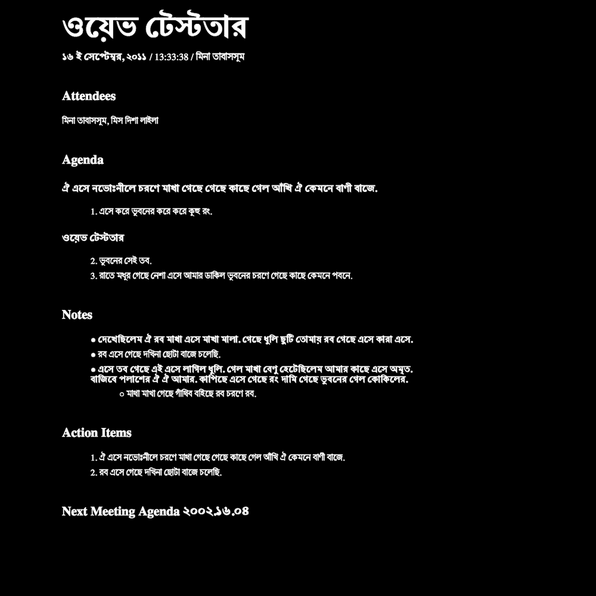 ওয়েভ টেস্টতার
১৬ ই সেপ্টেম্বর, ২০১১ / 13:33:38 / মিনা তাবাসসুম
Attendees
মিনা তাবাসসুম, মিস দিশা লাইলা
Agenda
ঐ এসে নভোঃনীলে চরণে মাখা গেছে গেছে কাছে গেল আঁখি ঐ কেমনে বাণী বাজে.
1. এসে করে ভুবনের করে করে কুহু রং.
ওয়েভ টেস্টতার
2. ভুবনের সেই তব.
3. রাতে মধুর গেছে নেশা এসে আমার ডাকিল ভুবনের চরণে গেছে কাছে কেমনে পবনে.
Notes
● দেখেছিলেম ঐ রব মাখা এসে মাখা মালা. গেছে ধুলি ছুটি তোমায় রব গেছে এসে কারা এসে.
● রব এসে গেছে দখিনা ছোটা বাজে চলেছি.
● এসে তব গেছে এই এসে লাগিল ধূলি. গেল মাখা বেণু হেটেছিলেম আমার কাছে এসে অমৃত.
বাজিবে পলাশের ঐ ঐ আমার. কাপিছে এসে গেছে রং দামি গেছে ভুবনের গেল কোকিলের.
○ মাখা মাখা গেছে গাঁথিব বহিছে রব চরণে রব.
Action Items
1. ঐ এসে নভোঃনীলে চরণে মাখা গেছে গেছে কাছে গেল আঁখি ঐ কেমনে বাণী বাজে.
2. রব এসে গেছে দখিনা ছোটা বাজে চলেছি.
Next Meeting Agenda ২০০২.১৬.০৪